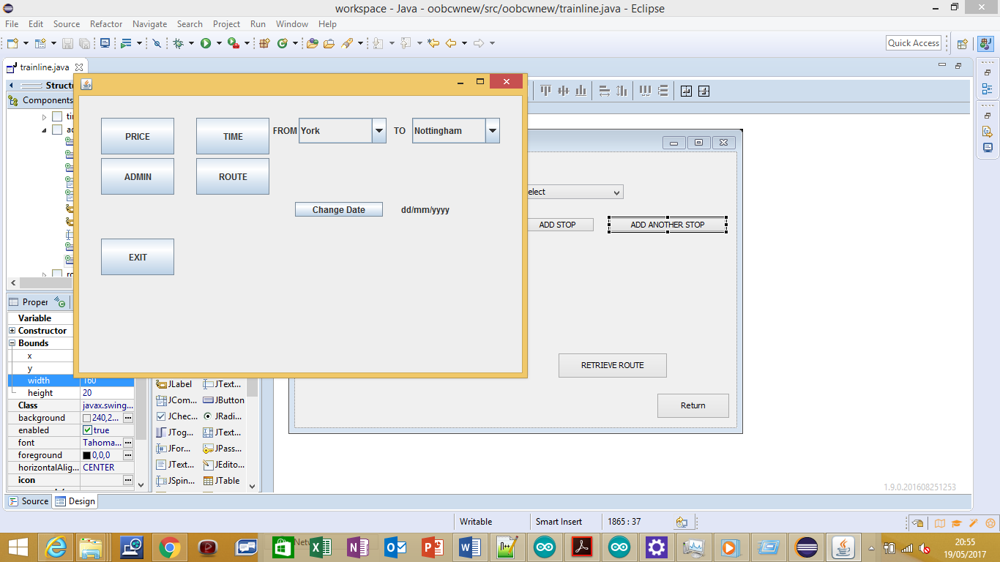 workspace - Java - oobcwnew/src/oobcwnew/trainline.java - Eclipse
File Edit Source Refactor Navigate Search Project Run Window Help
Quick Access
trainline.java
Structu
Components
tir
ad
ro
PRICE TIME FROM York TO Nottingham
ADMIN ROUTE
Change Date dd/mm/yyyy
EXIT
elect
ADD STOP ADD ANOTHER STOP
RETRIEVE ROUTE
Return
Proper
Variable
Constructor
Bounds
x
y
width 160
height 20
Class javax.swing...
background 240,2... ...
enabled true
font Tahoma... ...
foreground 0,0,0 ...
horizontalAlig... CENTER
icon ...
JLabel JText...
JCom... JButton
JChec... JRadi...
JTog... JText...
JFor... JPass...
JText... JEdito...
JSpin... JTable
1.9.0.201608251253
Source Design
Writable Smart Insert 1865 : 37
Netw
20:55
19/05/2017